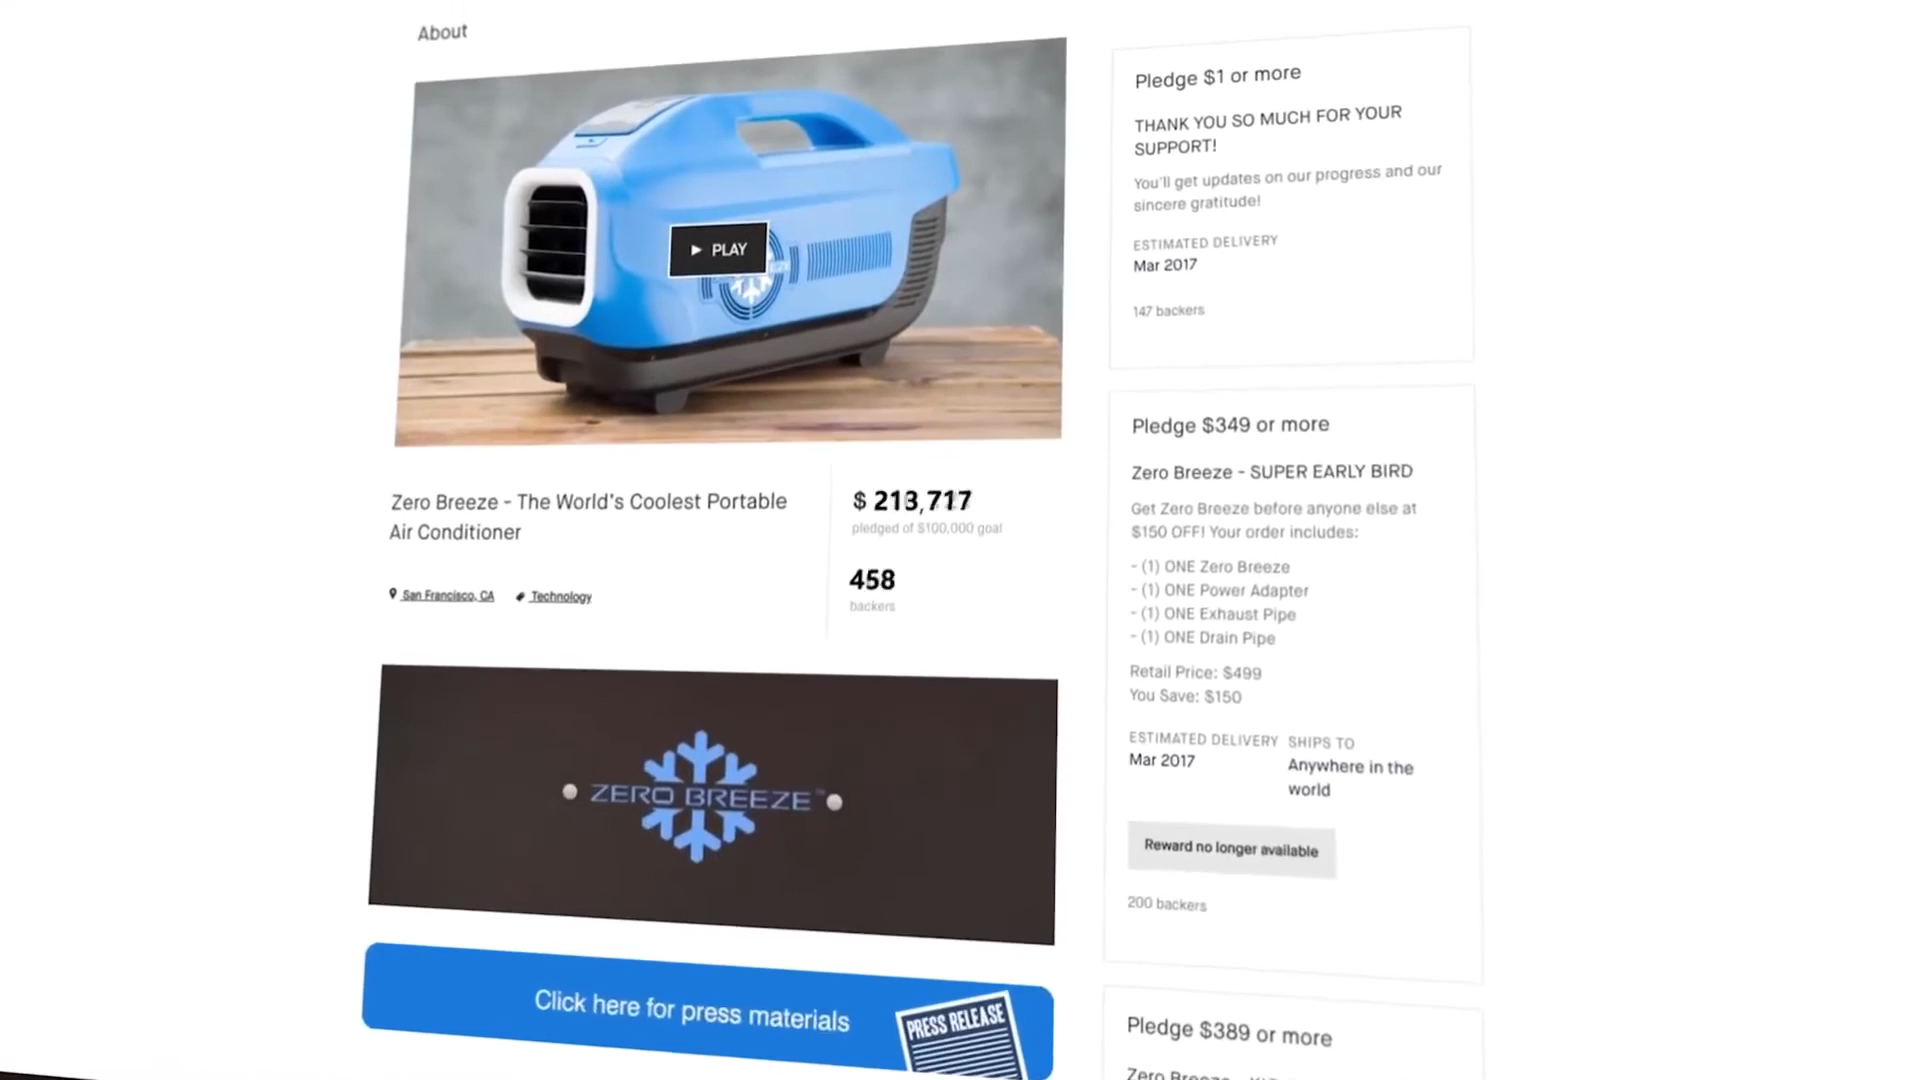 About
PLAY
Zero Breeze - The World's Coolest Portable
Air Conditioner
San Francisco, CA
Technology
$
pledged of $100,000 goal
458
backers
ZERO BREEZE™
Click here for press materials
PRESS RELEASE
Pledge $1 or more
THANK YOU SO MUCH FOR YOUR
SUPPORT!
You'll get updates on our progress and our
sincere gratitude!
ESTIMATED DELIVERY
Mar 2017
147 backers
Pledge $349 or more
Zero Breeze - SUPER EARLY BIRD
Get Zero Breeze before anyone else at
$150 OFF! Your order includes:
- (1) ONE Zero Breeze
- (1) ONE Power Adapter
- (1) ONE Exhaust Pipe
- (1) ONE Drain Pipe
Retail Price: $499
You Save: $150
ESTIMATED DELIVERY
Mar 2017
SHIPS TO
Anywhere in the
world
Reward no longer available
200 backers
Pledge $389 or more
Zero Breeze